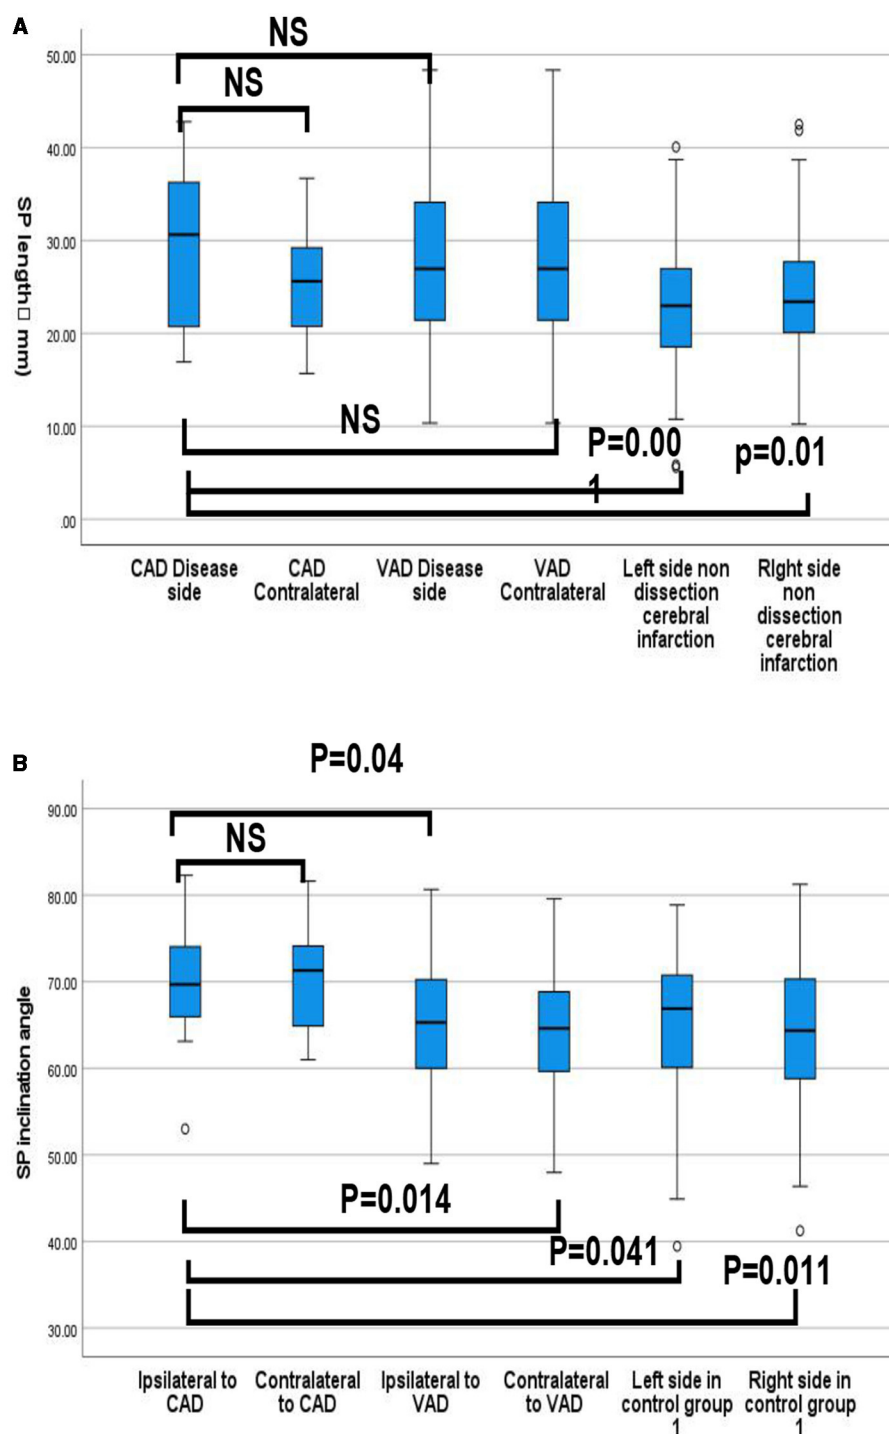 A
NS
NS
50.00
40.00
30.00
20.00
10.00
.00
SP length□ mm)
NS
P=0.00
1
p=0.01
CAD Disease
side
CAD
Contralateral
VAD Disease
side
VAD
Contralateral
Left side non
dissection
cerebral
infarction
RIght side
non
dissection
cerebral
infarction
B
P=0.04
NS
90.00
80.00
70.00
60.00
50.00
40.00
30.00
SP inclination angle
P=0.014
P=0.041
P=0.011
Ipsilateral to
CAD
Contralateral
to CAD
Ipsilateral to
VAD
Contralateral
to VAD
Left side in
control group
1
Right side in
control group
1